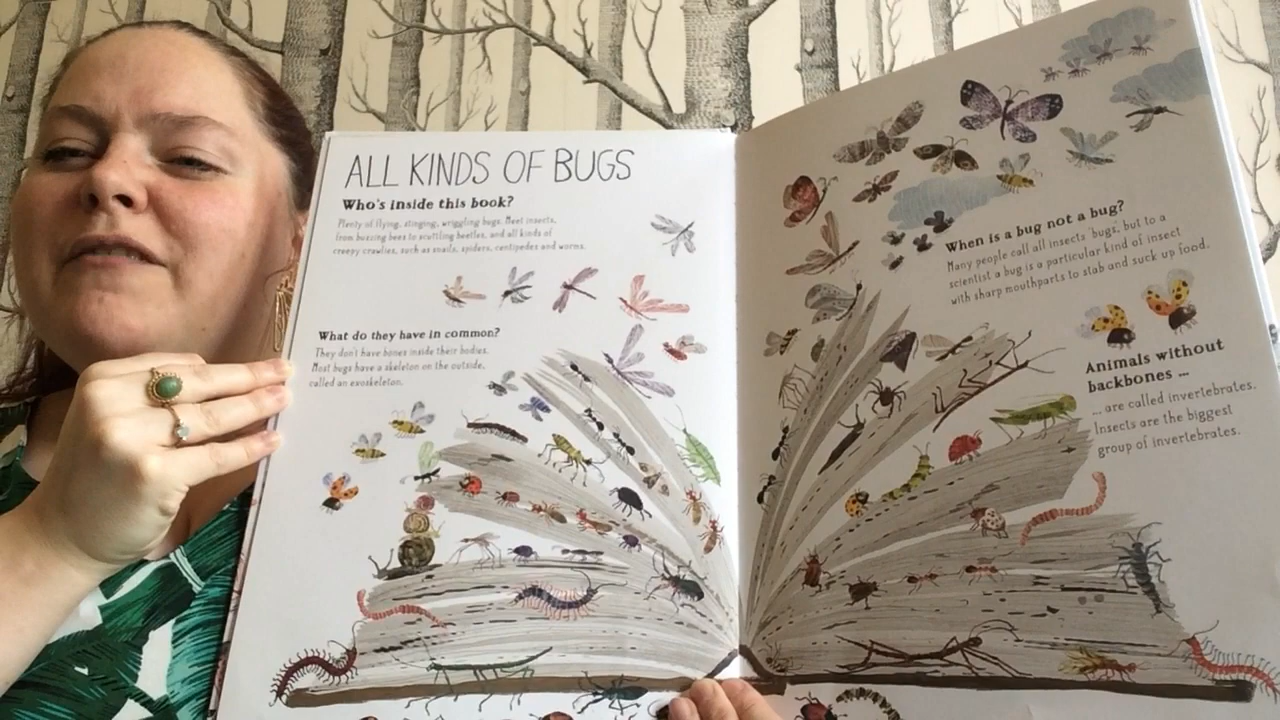 ALL KINDS OF BUGS
Who's inside this book?
Plenty of flying, stinging, wriggling bugs. Meet insects,
from buzzing bees to scuttling beetles, and all kinds of
creepy crawlies, such as snails, spiders, centipedes and worms.
What do they have in common?
They don't have bones inside their bodies.
Most bugs have a skeleton on the outside,
called an exoskeleton.
When is a bug not a bug?
Many people call all insects 'bugs', but to a
scientist a bug is a particular kind of insect
with sharp mouthparts to stab and suck up food.
Animals without
backbones ...
... are called invertebrates.
Insects are the biggest
group of invertebrates.